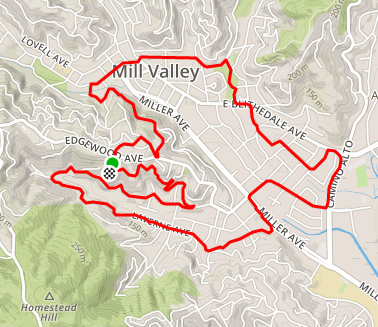 LOVELL AVE
Mill Valley
200 m
150 m
MILLER AVE
E BLITHEDALE AVE
EDGEWOOD AVE
CAMINO ALTO
LAVERNE AVE
MILLER AVE
150 m
200 m
Homestead
Hill
MILL
A